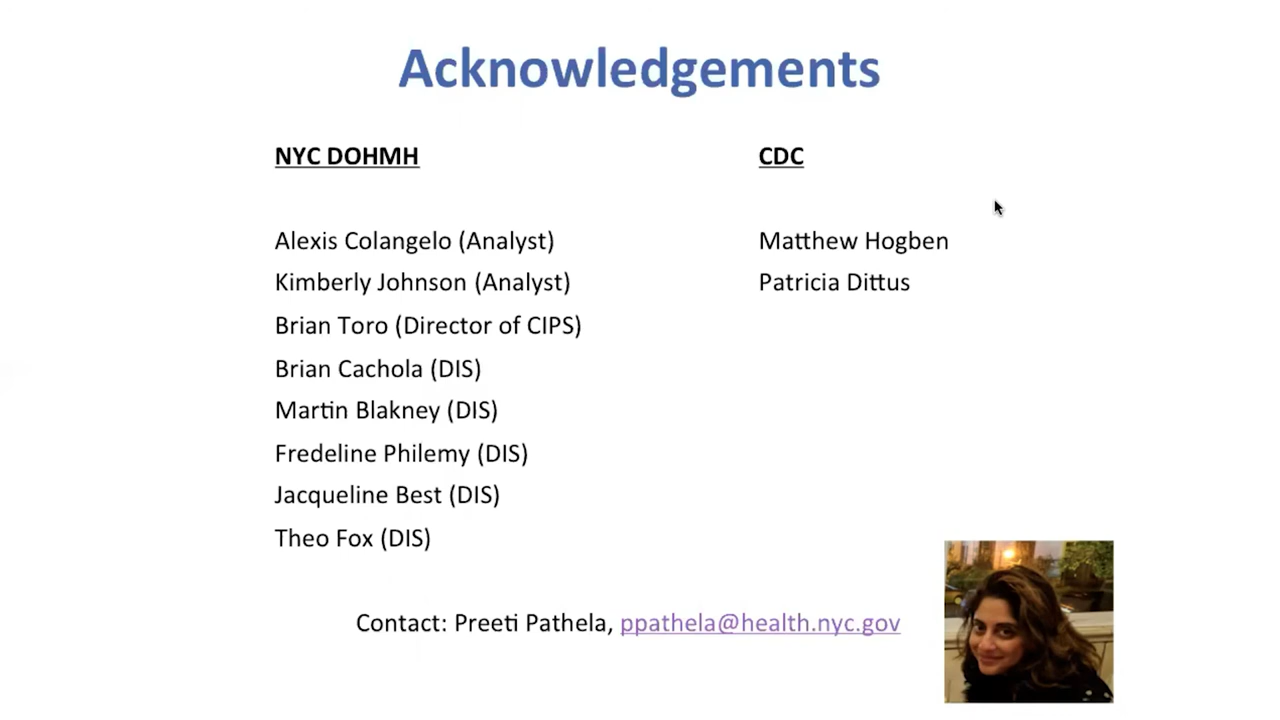 Acknowledgements
NYC DOHMH
Alexis Colangelo (Analyst)
Kimberly Johnson (Analyst)
Brian Toro (Director of CIPS)
Brian Cachola (DIS)
Martin Blakney (DIS)
Fredeline Philemy (DIS)
Jacqueline Best (DIS)
Theo Fox (DIS)
CDC
Matthew Hogben
Patricia Dittus
Contact: Preeti Pathela, ppathela@health.nyc.gov